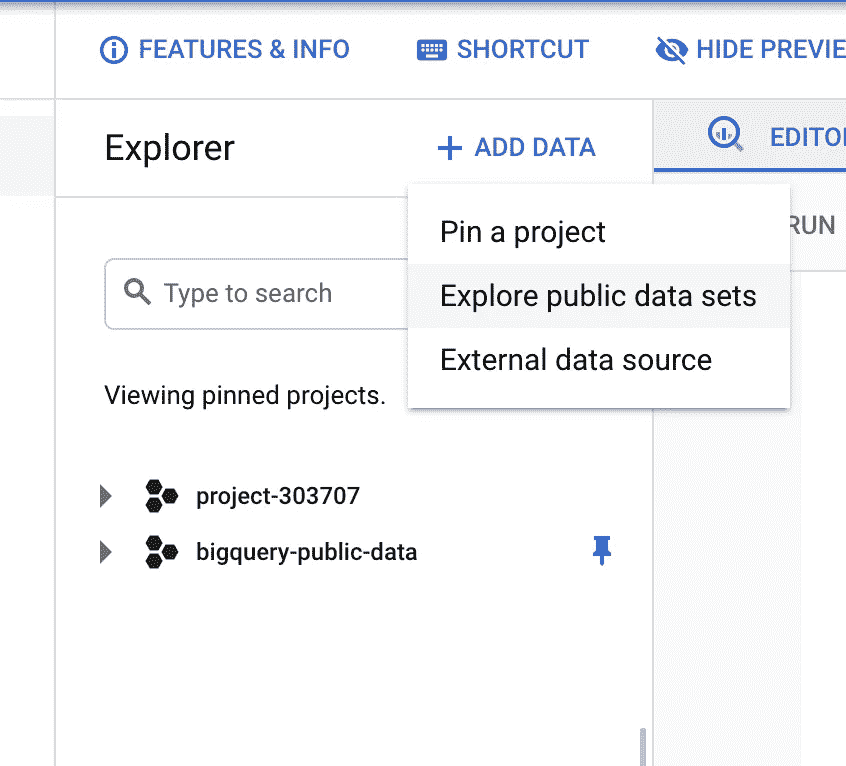 FEATURES & INFO
SHORTCUT
HIDE PREVIE
Explorer
ADD DATA
EDITO
Pin a project
RUN
Explore public data sets
Type to search
External data source
Viewing pinned projects.
project-303707
bigquery-public-data